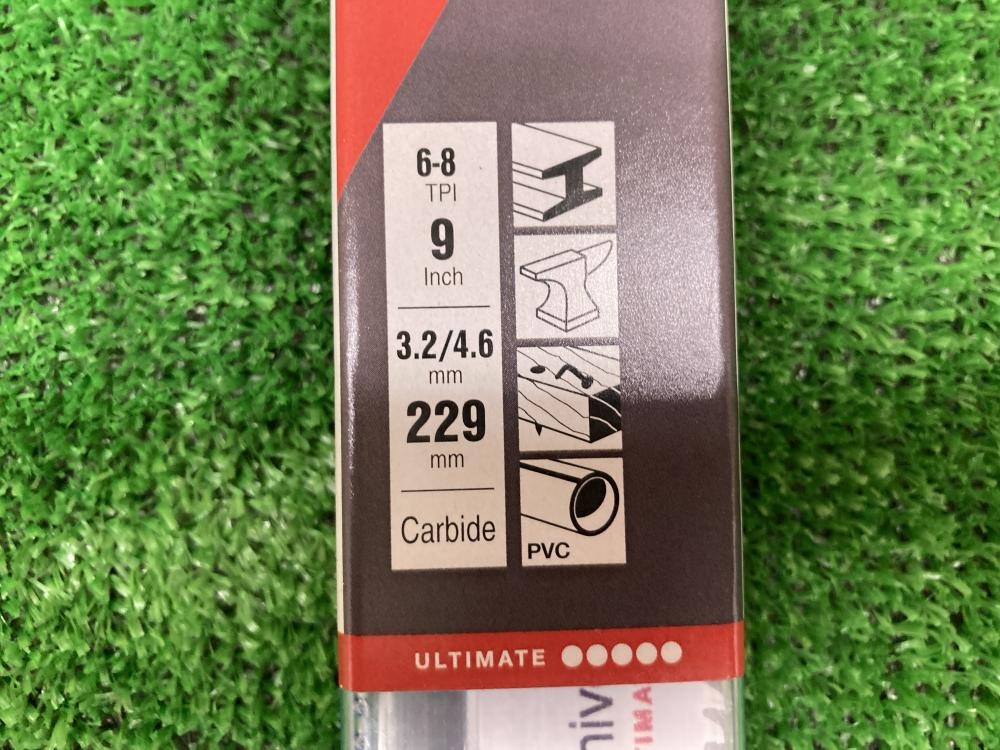 6-8
TPI
9
Inch
3.2/4.6
mm
229
mm
Carbide
PVC
ULTIMATE